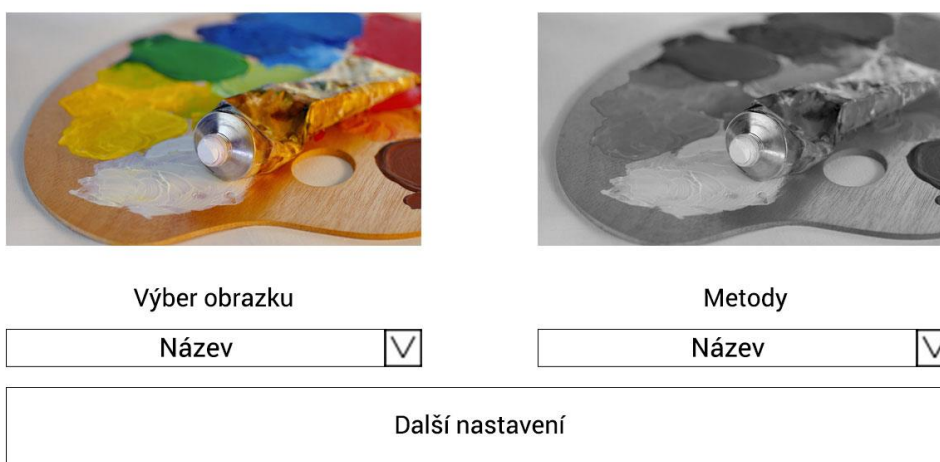 Výber obrazku
Metody
Název
Název
Další nastavení